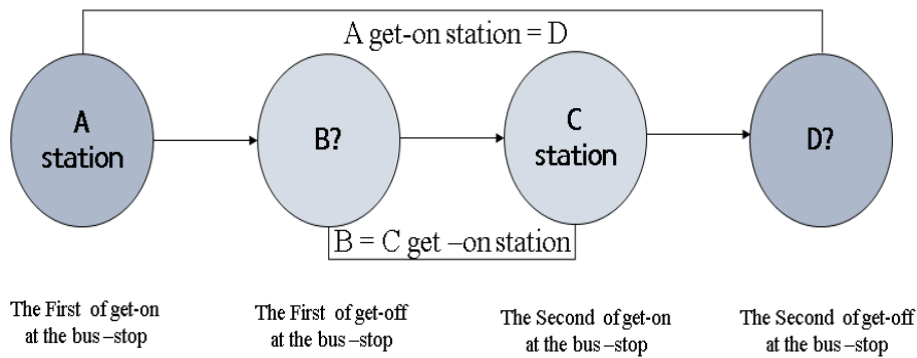 A get-on station = D
A
station
B?
C
station
D?
B = C get –on station
The First of get-on
at the bus –stop
The First of get-off
at the bus –stop
The Second of get-on
at the bus –stop
The Second of get-off
at the bus –stop